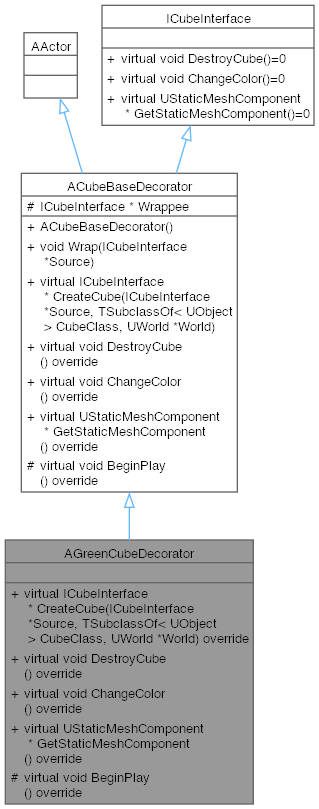 ICubeInterface
+ virtual void DestroyCube()=0
+ virtual void ChangeColor()=0
+ virtual UStaticMeshComponent
* GetStaticMeshComponent()=0
AActor
ACubeBaseDecorator
# ICubeInterface * Wrappee
+ ACubeBaseDecorator()
+ void Wrap(ICubeInterface
*Source)
+ virtual ICubeInterface
* CreateCube(ICubeInterface
*Source, TSubclassOf< UObject
> CubeClass, UWorld *World)
+ virtual void DestroyCube
() override
+ virtual void ChangeColor
() override
+ virtual UStaticMeshComponent
* GetStaticMeshComponent
() override
# virtual void BeginPlay
() override
AGreenCubeDecorator
+ virtual ICubeInterface
* CreateCube(ICubeInterface
*Source, TSubclassOf< UObject
> CubeClass, UWorld *World) override
+ virtual void DestroyCube
() override
+ virtual void ChangeColor
() override
+ virtual UStaticMeshComponent
* GetStaticMeshComponent
() override
# virtual void BeginPlay
() override